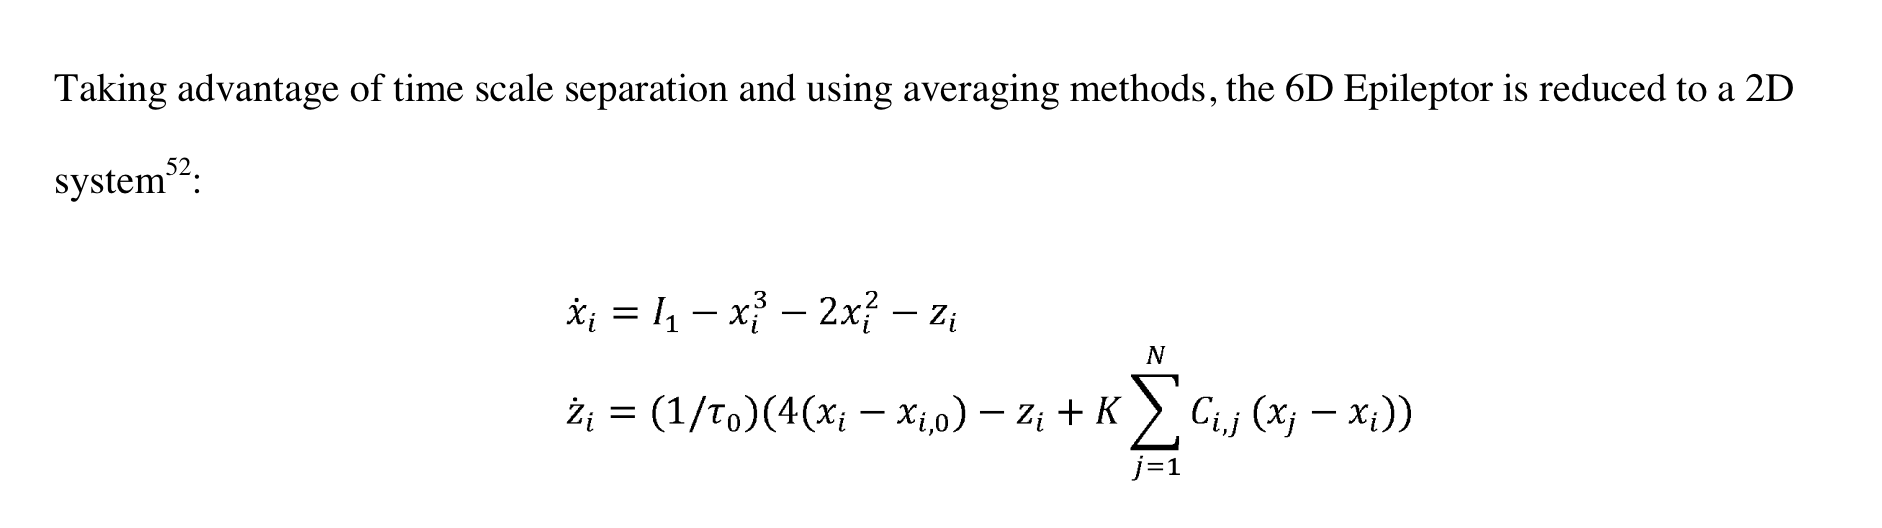 Taking advantage of time scale separation and using averaging methods, the 6D Epileptor is reduced to a 2D
system⁵²:
ẋᵢ = I₁ − xᵢ³ − 2xᵢ² − zᵢ
żᵢ = (1/τ₀)(4(xᵢ − xᵢ,₀) − zᵢ + K ∑_{j=1}^{N} C_{i,j} (xⱼ − xᵢ))